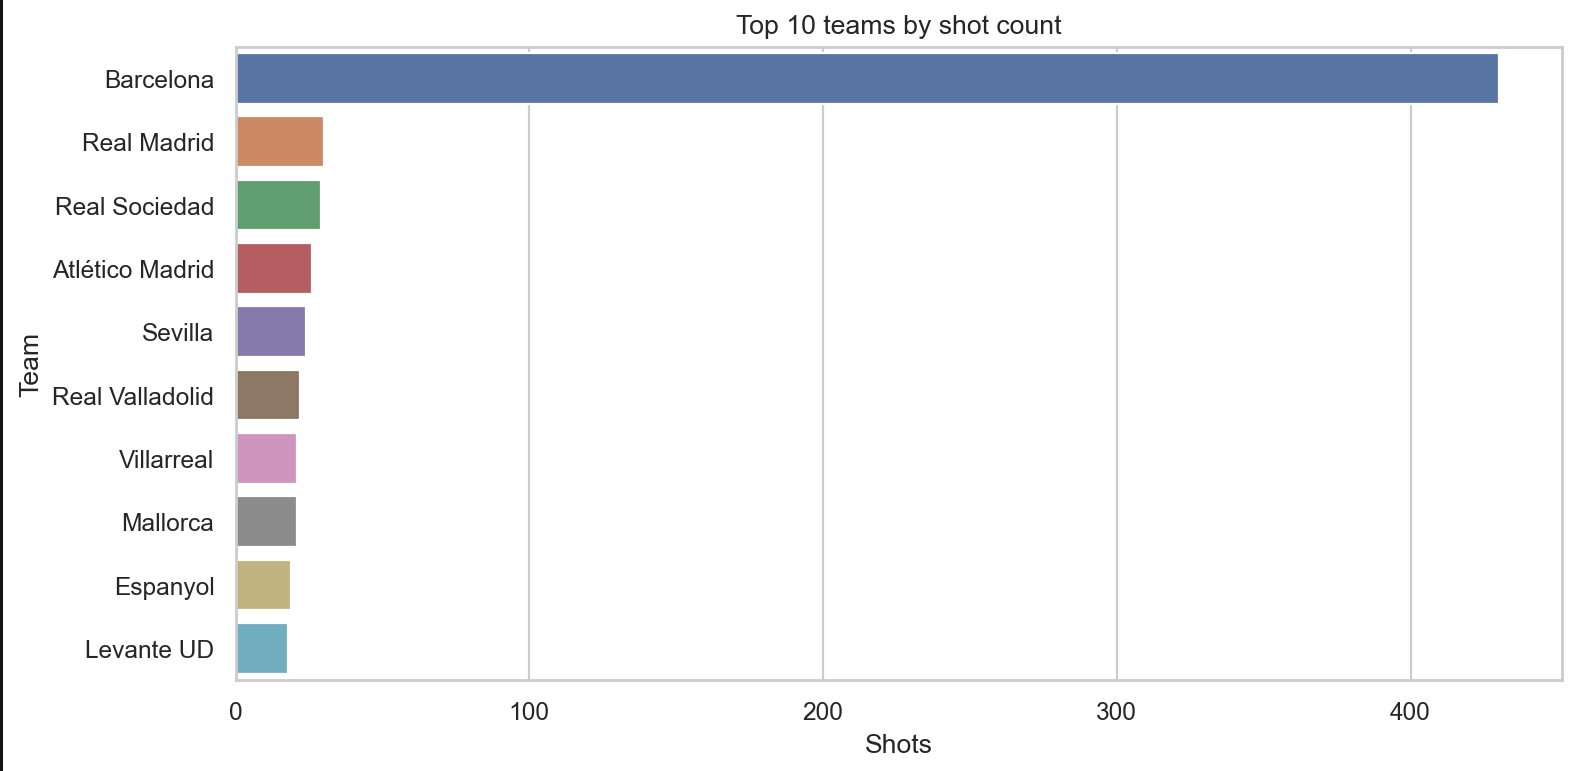 Top 10 teams by shot count
Team
Barcelona
Real Madrid
Real Sociedad
Atlético Madrid
Sevilla
Real Valladolid
Villarreal
Mallorca
Espanyol
Levante UD
0 100 200 300 400
Shots